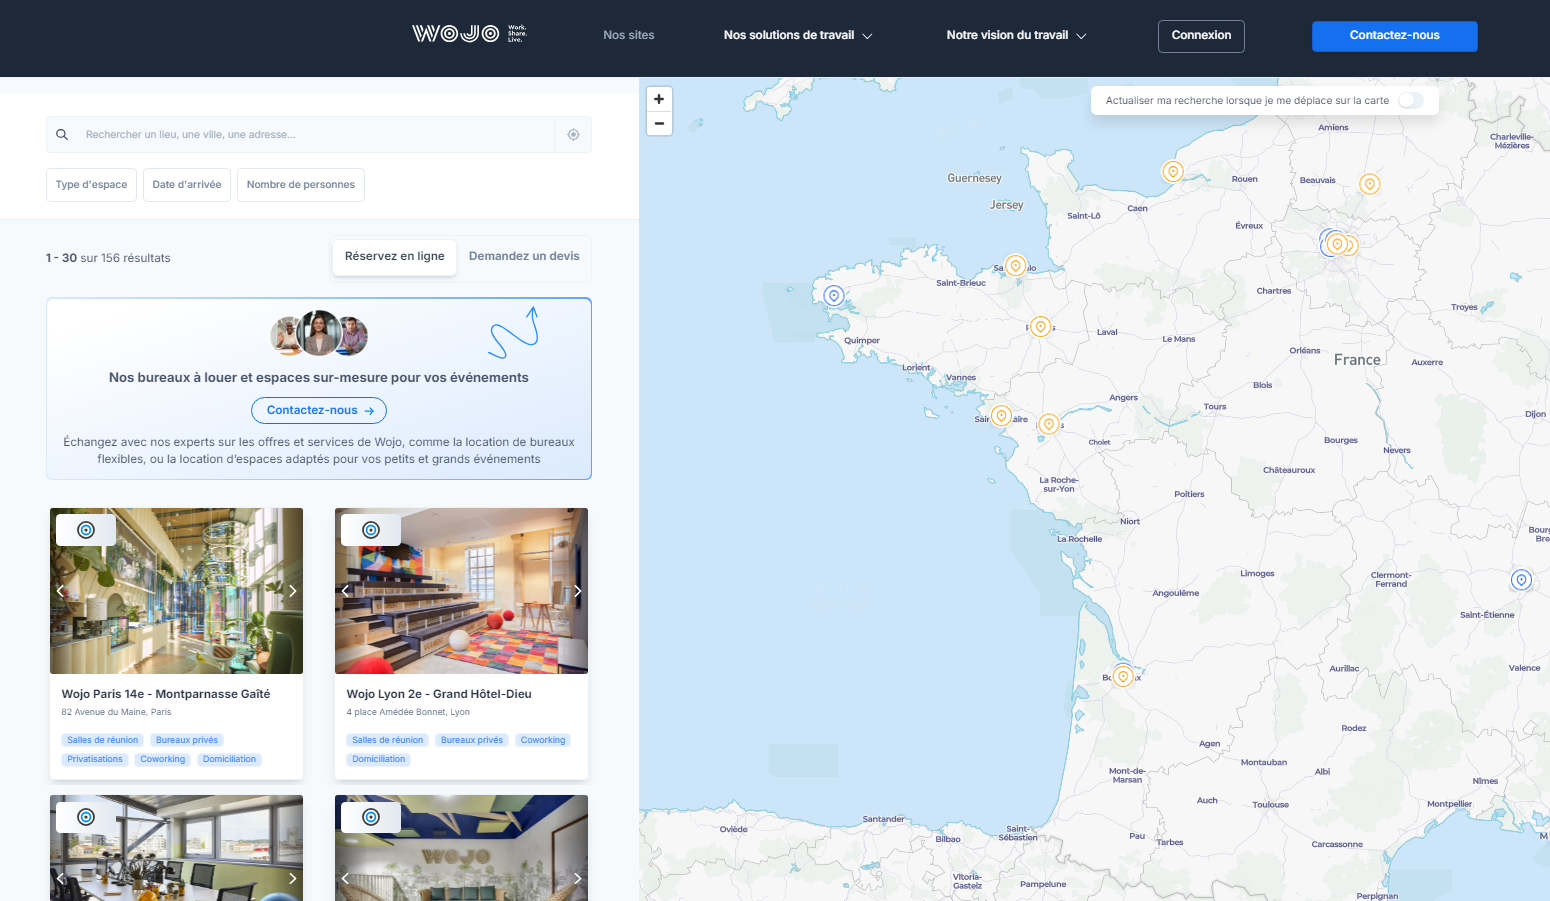 WOJO
Work.
Share.
Live.
Nos sites
Nos solutions de travail
Notre vision du travail
Connexion
Contactez-nous
Rechercher un lieu, une ville, une adresse...
Type d'espace
Date d'arrivée
Nombre de personnes
1 - 30 sur 156 résultats
Réservez en ligne
Demandez un devis
Nos bureaux à louer et espaces sur-mesure pour vos événements
Contactez-nous →
Échangez avec nos experts sur les offres et services de Wojo, comme la location de bureaux
flexibles, ou la location d'espaces adaptés pour vos petits et grands événements
Wojo Paris 14e - Montparnasse Gaîté
82 Avenue du Maine, Paris
Salles de réunion
Bureaux privés
Privatisations
Coworking
Domiciliation
Wojo Lyon 2e - Grand Hôtel-Dieu
4 place Amédée Bonnet, Lyon
Salles de réunion
Bureaux privés
Coworking
Domiciliation
WOJO
+
−
Actualiser ma recherche lorsque je me déplace sur la carte
Amiens
Charleville-
Mézières
Guernesey
Jersey
Rouen
Beauvais
Saint-Lô
Caen
Évreux
Saint-Brieuc
Chartres
Troyes
Quimper
Laval
Le Mans
Orléans
France
Auxerre
Lorient
Vannes
Blois
Angers
Tours
Dijon
Cholet
Bourges
Nevers
Châteauroux
La Roche-
sur-Yon
Poitiers
Niort
La Rochelle
Limoges
Clermont-
Ferrand
Angoulême
Saint-Étienne
Aurillac
Valence
Rodez
Agen
Montauban
Albi
Mont-de-
Marsan
Nîmes
Auch
Toulouse
Montpellier
Oviède
Santander
Bilbao
Saint-
Sébastien
Pau
Tarbes
Carcassonne
Vitoria-
Gasteiz
Pampelune
Perpignan